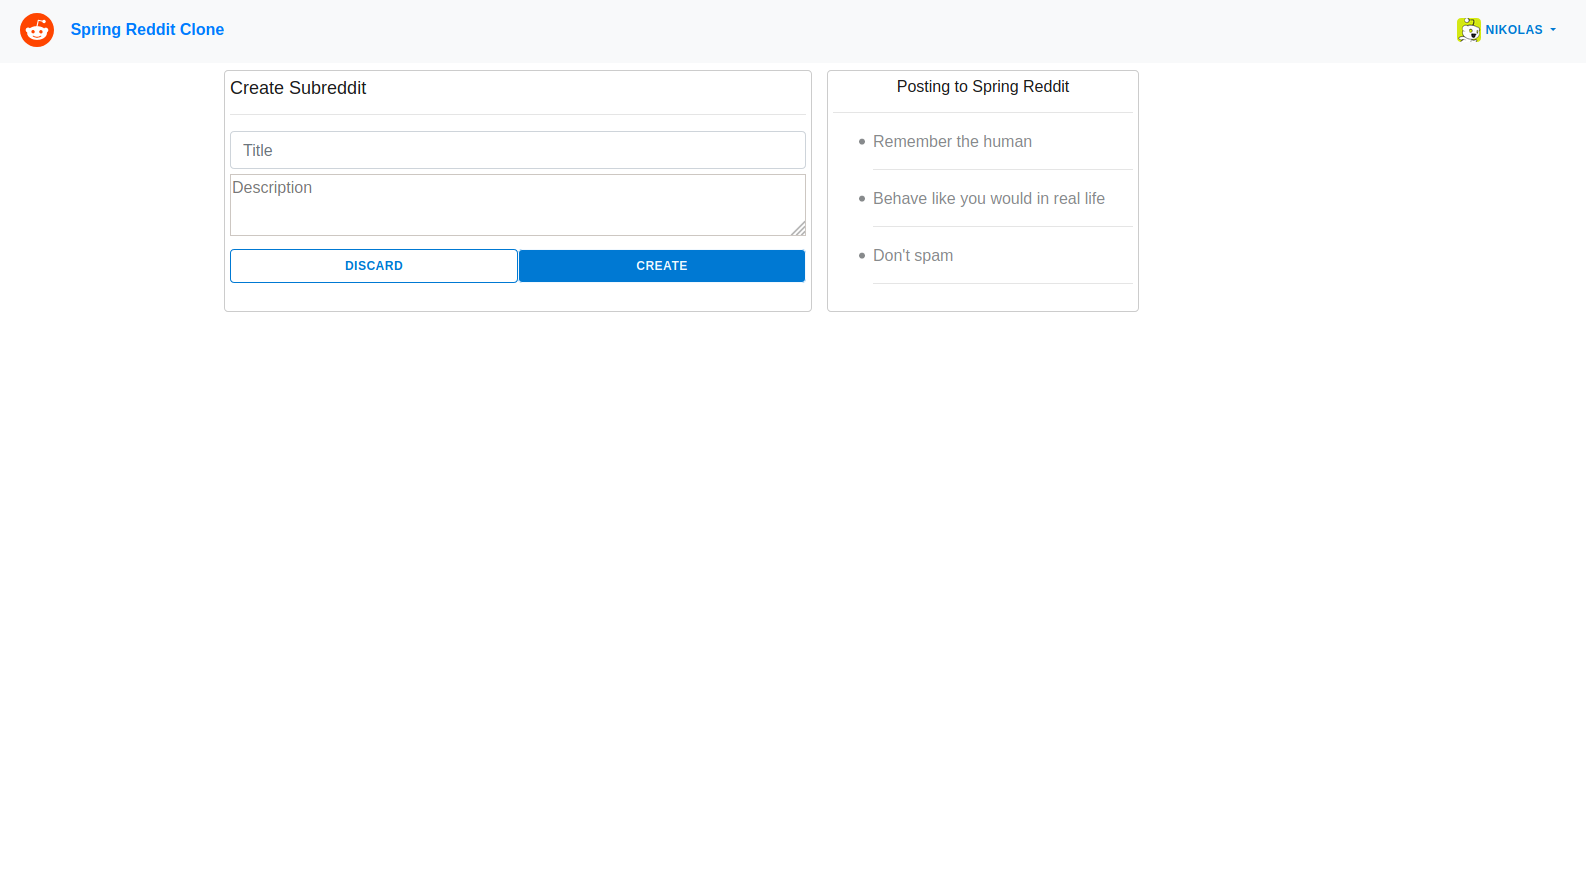 Spring Reddit Clone
NIKOLAS
Create Subreddit
Title
Description
DISCARD
CREATE
Posting to Spring Reddit
Remember the human
Behave like you would in real life
Don't spam